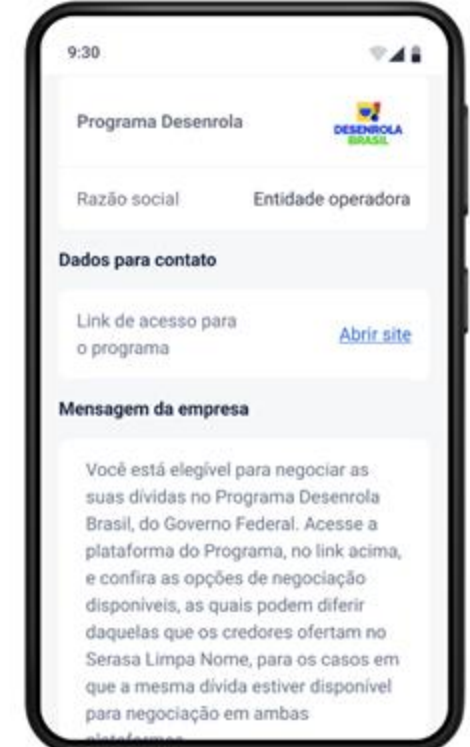 9:30
Programa Desenrola
DESENROLA
BRASIL
Razão social
Entidade operadora
Dados para contato
Link de acesso para
o programa
Abrir site
Mensagem da empresa
Você está elegível para negociar as
suas dívidas no Programa Desenrola
Brasil, do Governo Federal. Acesse a
plataforma do Programa, no link acima,
e confira as opções de negociação
disponíveis, as quais podem diferir
daquelas que os credores ofertam no
Serasa Limpa Nome, para os casos em
que a mesma dívida estiver disponível
para negociação em ambas